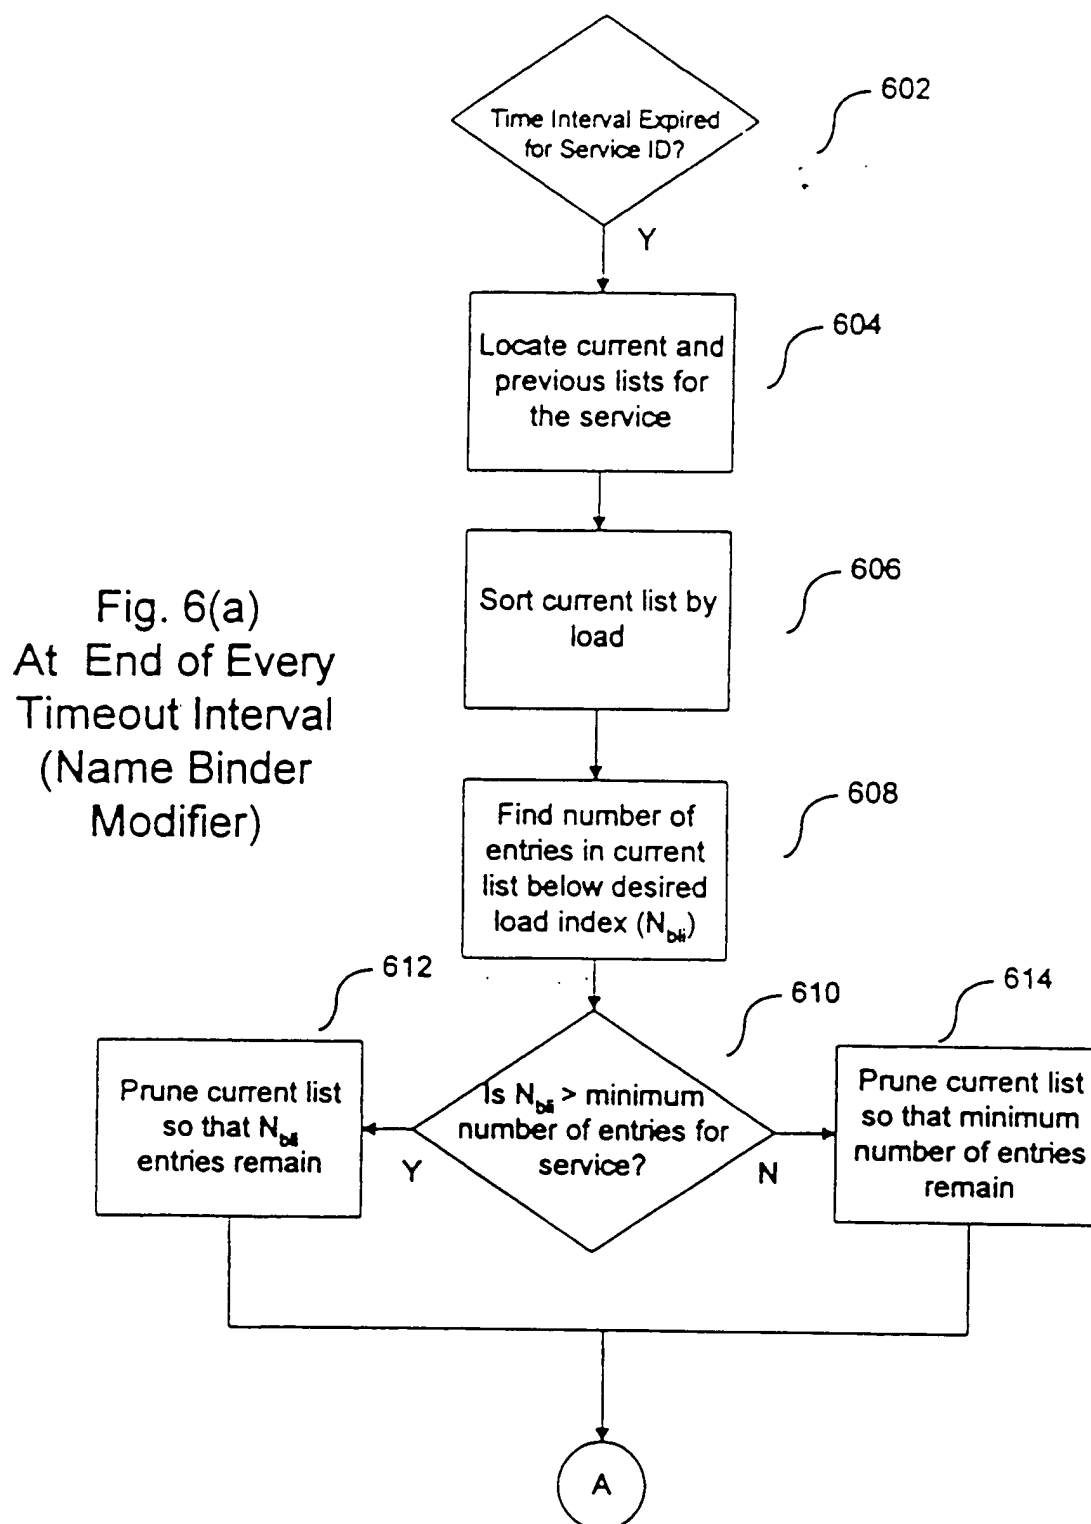 602
Time Interval Expired
for Service ID?
Y
604
Locate current and
previous lists for
the service
606
Sort current list by
load
Fig. 6(a)
At End of Every
Timeout Interval
(Name Binder
Modifier)
608
Find number of
entries in current
list below desired
load index (N_bli)
612
610
614
Prune current list
so that N_bli
entries remain
Is N_bli > minimum
number of entries for
service?
Y
N
Prune current list
so that minimum
number of entries
remain
A